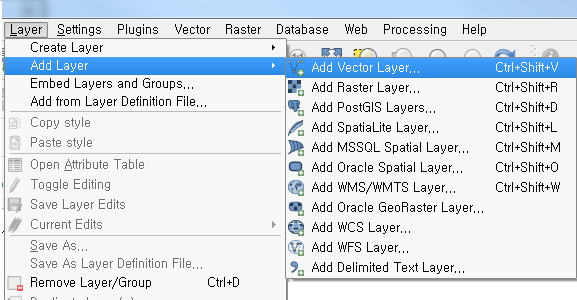 Layer Settings Plugins Vector Raster Database Web Processing Help
Create Layer
Add Layer
Embed Layers and Groups...
Add from Layer Definition File...
Copy style
Paste style
Open Attribute Table
Toggle Editing
Save Layer Edits
Current Edits
Save As...
Save As Layer Definition File...
Remove Layer/Group Ctrl+D
Add Vector Layer... Ctrl+Shift+V
Add Raster Layer... Ctrl+Shift+R
Add PostGIS Layers... Ctrl+Shift+D
Add SpatiaLite Layer... Ctrl+Shift+L
Add MSSQL Spatial Layer... Ctrl+Shift+M
Add Oracle Spatial Layer... Ctrl+Shift+O
Add WMS/WMTS Layer... Ctrl+Shift+W
Add Oracle GeoRaster Layer...
Add WCS Layer...
Add WFS Layer...
Add Delimited Text Layer...